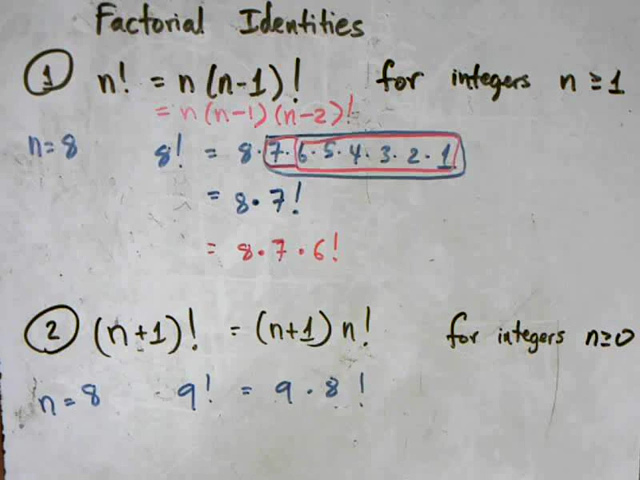 Factorial Identities
① n! = n(n-1)! for integers n ≥ 1
= n(n-1)(n-2)!
n=8 8! = 8·7·6·5·4·3·2·1
= 8·7!
= 8·7·6!
② (n+1)! = (n+1) n! for integers n≥0
n=8 9! = 9·8!